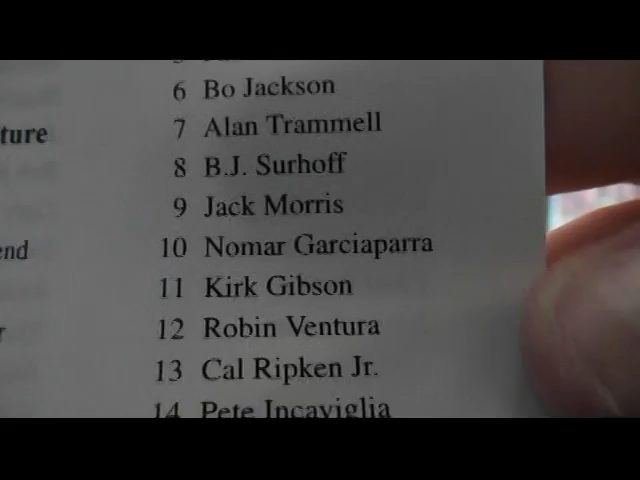 ture
end
6 Bo Jackson
7 Alan Trammell
8 B.J. Surhoff
9 Jack Morris
10 Nomar Garciaparra
11 Kirk Gibson
12 Robin Ventura
13 Cal Ripken Jr.
14 Pete Incaviglia